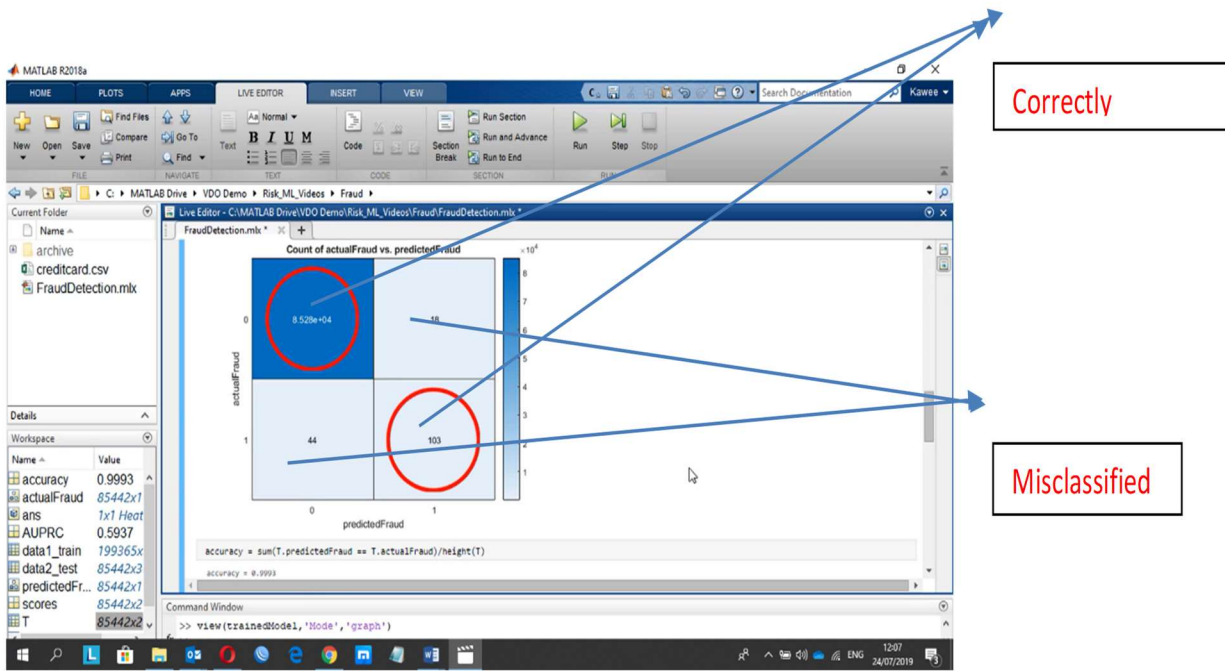 MATLAB R2018a
HOME PLOTS APPS LIVE EDITOR INSERT VIEW Search Documentation Kawee
New Open Save Find Files Compare Print
Go To Find
Text Normal B I U M
Code
Section Break Run Section Run and Advance Run to End
Run Step Stop
FILE NAVIGATE TEXT CODE SECTION
C: MATLAB Drive VDO Demo Risk_ML_Videos Fraud
Current Folder
Name
archive
creditcard.csv
FraudDetection.mlx
Details
Workspace
Name Value
accuracy 0.9993
actualFraud 85442x1
ans 1x1 Heat
AUPRC 0.5937
data1_train 199365x
data2_test 85442x3
predictedFr... 85442x1
scores 85442x2
T 85442x2
Live Editor - C:\MATLAB Drive\VDO Demo\Risk_ML_Videos\Fraud\FraudDetection.mlx *
FraudDetection.mlx *
Count of actualFraud vs. predictedFraud
×10⁴
8
7
6
5
4
3
2
1
actualFraud
0 8.528e+04 18
1 44 103
0 1
predictedFraud
accuracy = sum(T.predictedFraud == T.actualFraud)/height(T)
accuracy = 0.9993
Command Window
>> view(trainedModel,'Mode','graph')
ENG
12:07
24/07/2019
Correctly
Misclassified